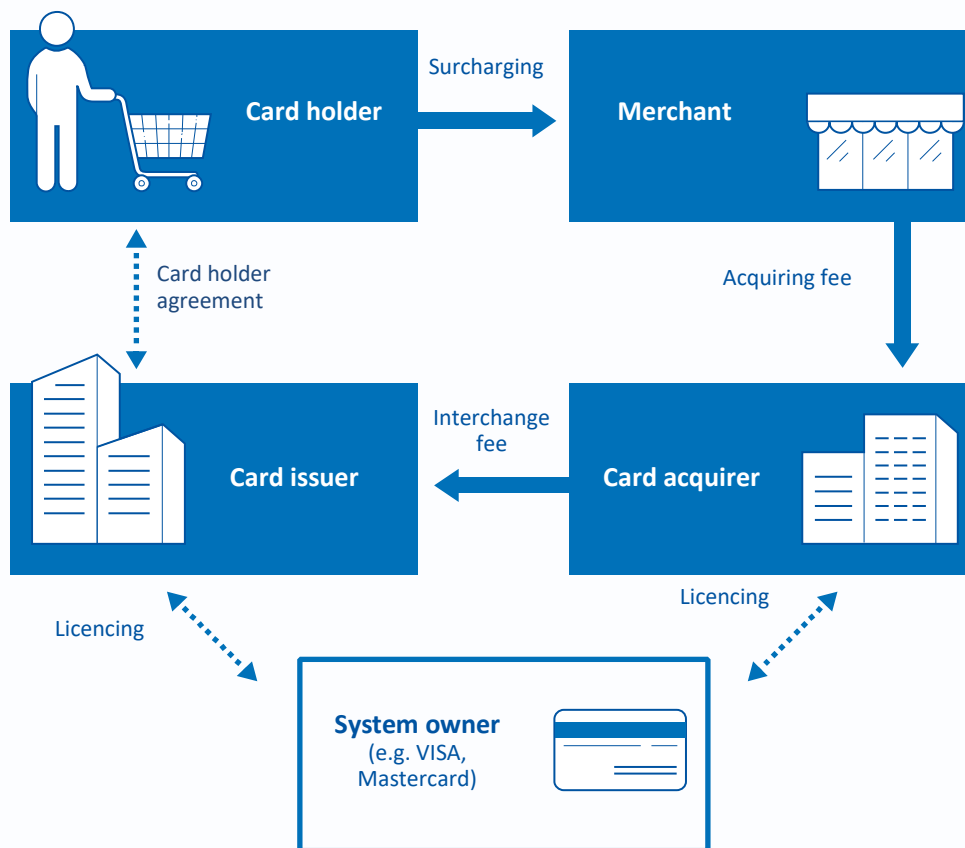 Surcharging
Card holder
Merchant
Card holder
agreement
Acquiring fee
Interchange
fee
Card issuer
Card acquirer
Licencing
Licencing
System owner
(e.g. VISA,
Mastercard)